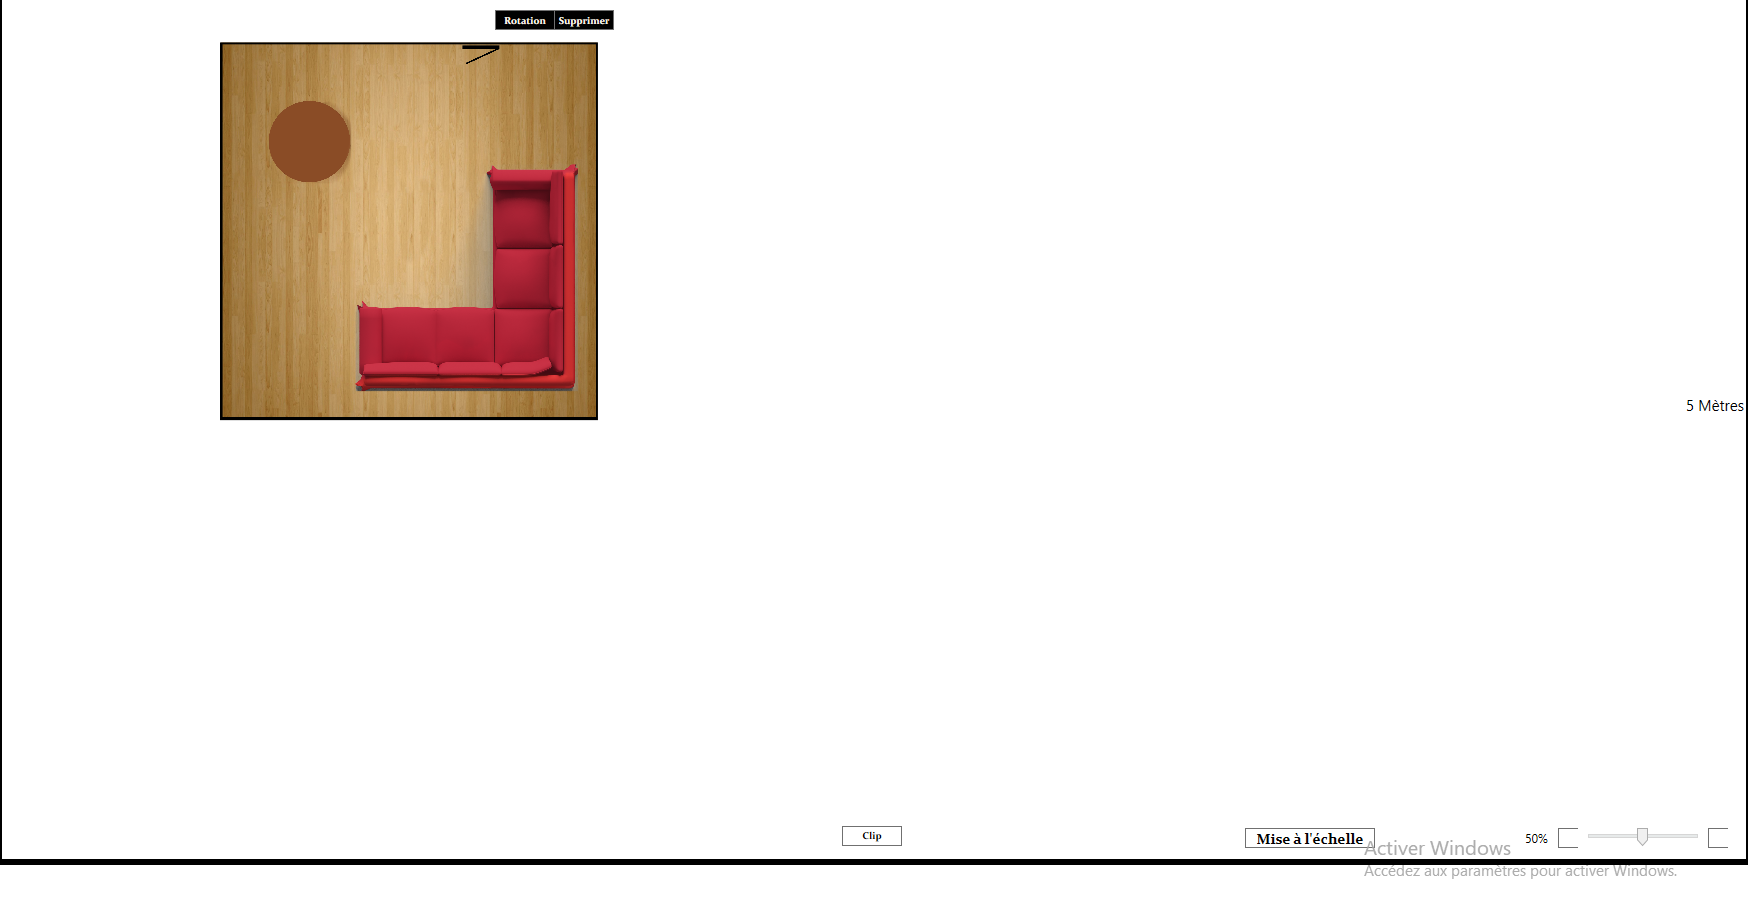 Rotation Supprimer
5 Mètres
Clip
Mise à l'échelle
50%
Activer Windows
Accédez aux paramètres pour activer Windows.